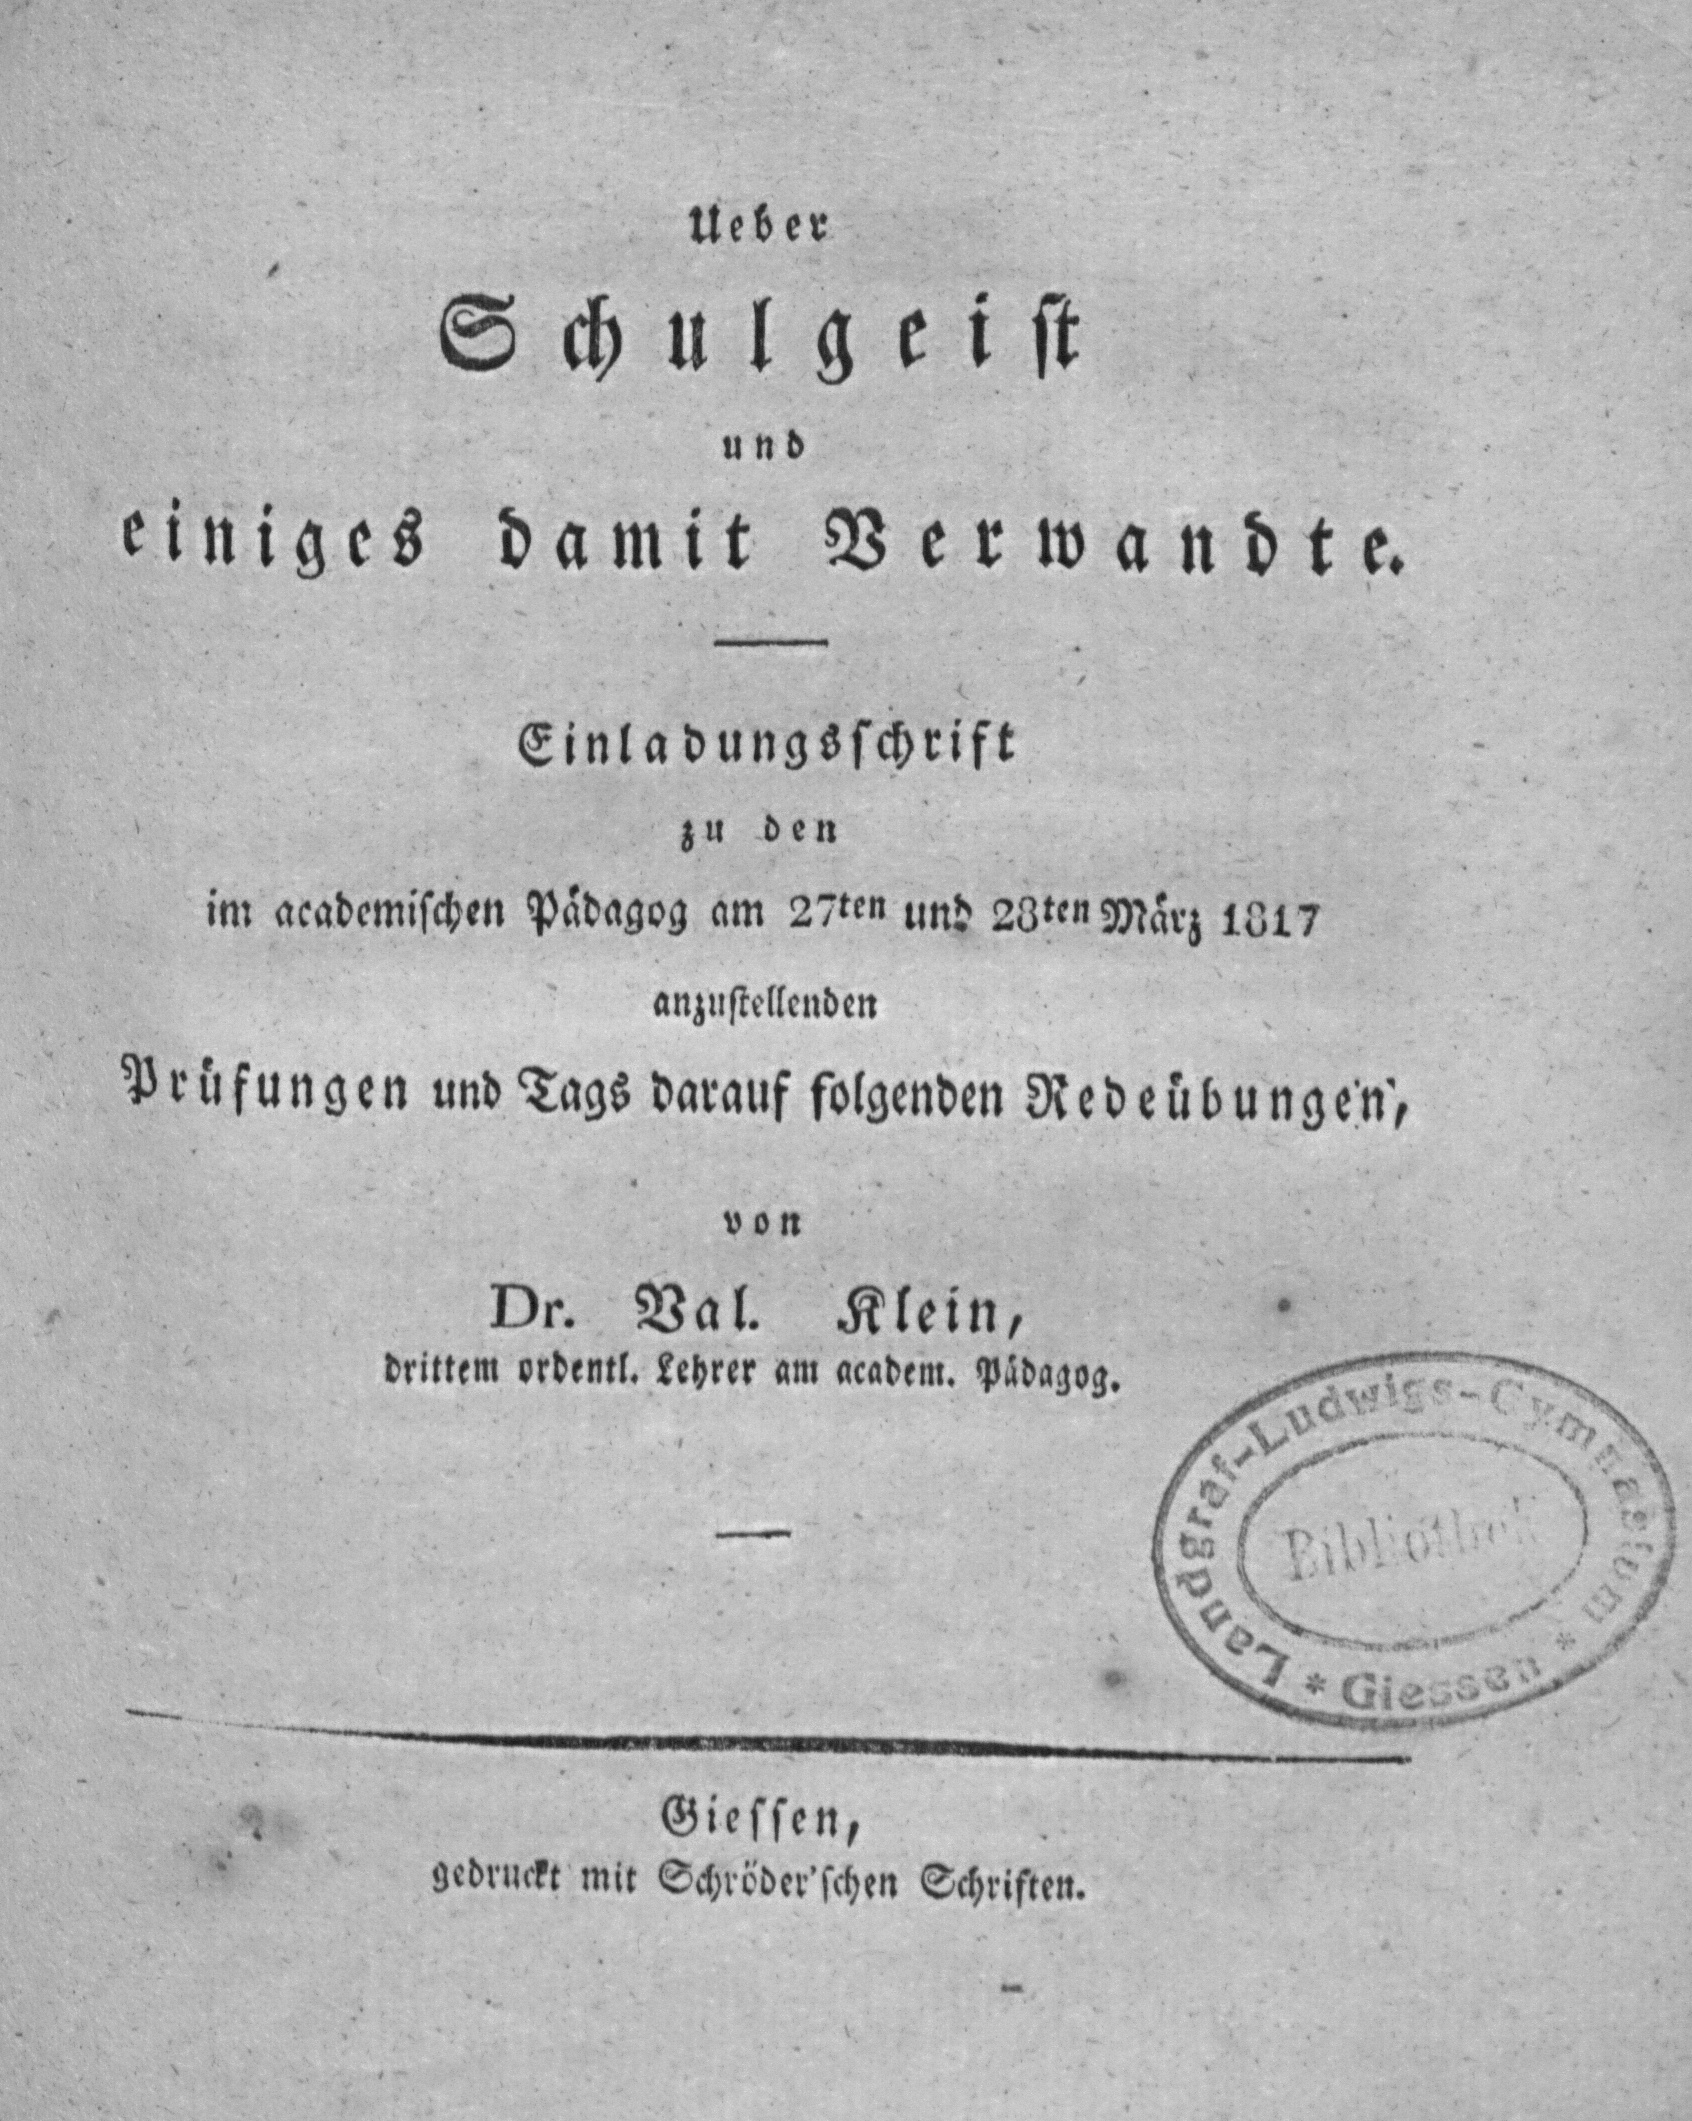 Ueber
Schulgeist
und
einiges damit Verwandte.
Einladungsschrift
zu den
im academischen Pädagog am 27ten und 28ten März 1817
anzustellenden
Prüfungen und Tags darauf folgenden Redeübungen,
von
Dr. Val. Klein,
drittem ordentl. Lehrer am academ. Pädagog.
Landgraf-Ludwigs-Gymnasium
Bibliothek
* Giessen *
Giessen,
gedruckt mit Schröder'schen Schriften.